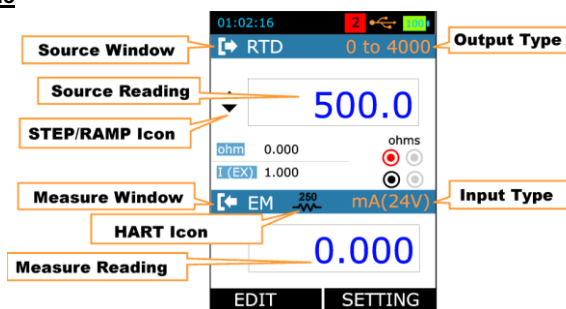 01:02:16 2 100
Source Window RTD 0 to 4000 Output Type
Source Reading 500.0
STEP/RAMP Icon
ohm 0.000 ohms
I (EX) 1.000
Measure Window EM 250 mA(24V) Input Type
HART Icon
Measure Reading 0.000
EDIT SETTING